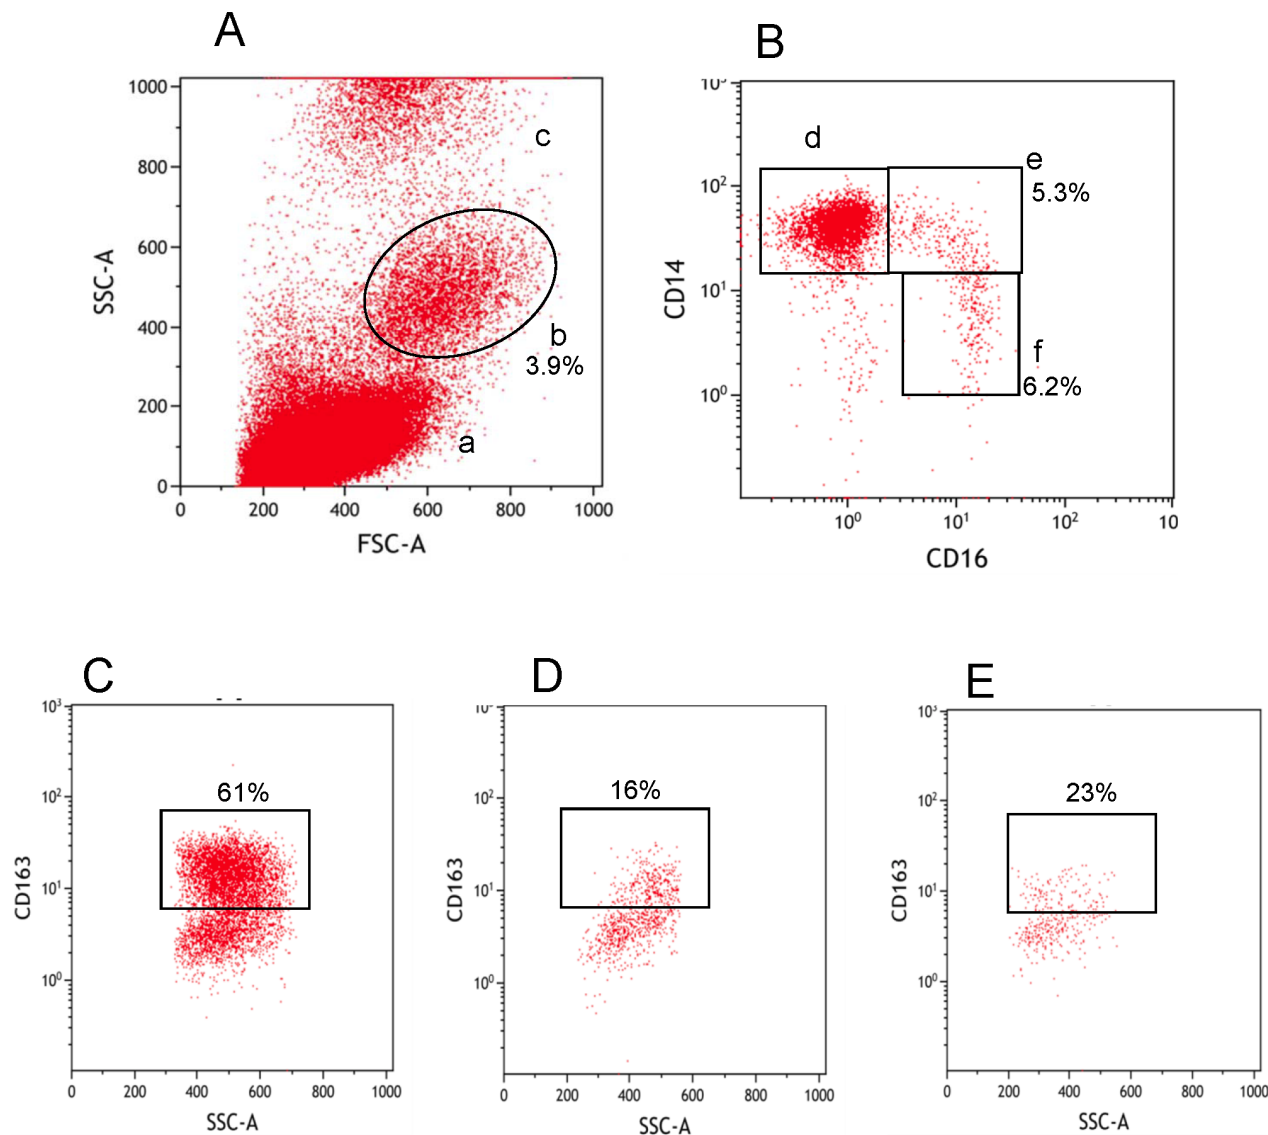 A
1000
800
600
400
200
0
SSC-A
c
b
3.9%
a
0 200 400 600 800 1000
FSC-A
B
10²
10¹
10⁰
CD14
d
e
5.3%
f
6.2%
10⁰ 10¹ 10² 10
CD16
C
10³
10²
10¹
10⁰
CD163
61%
0 200 400 600 800 1000
SSC-A
D
10²
10¹
10⁰
CD163
16%
0 200 400 600 800 1000
SSC-A
E
10³
10²
10¹
10⁰
CD163
23%
0 200 400 600 800 1000
SSC-A